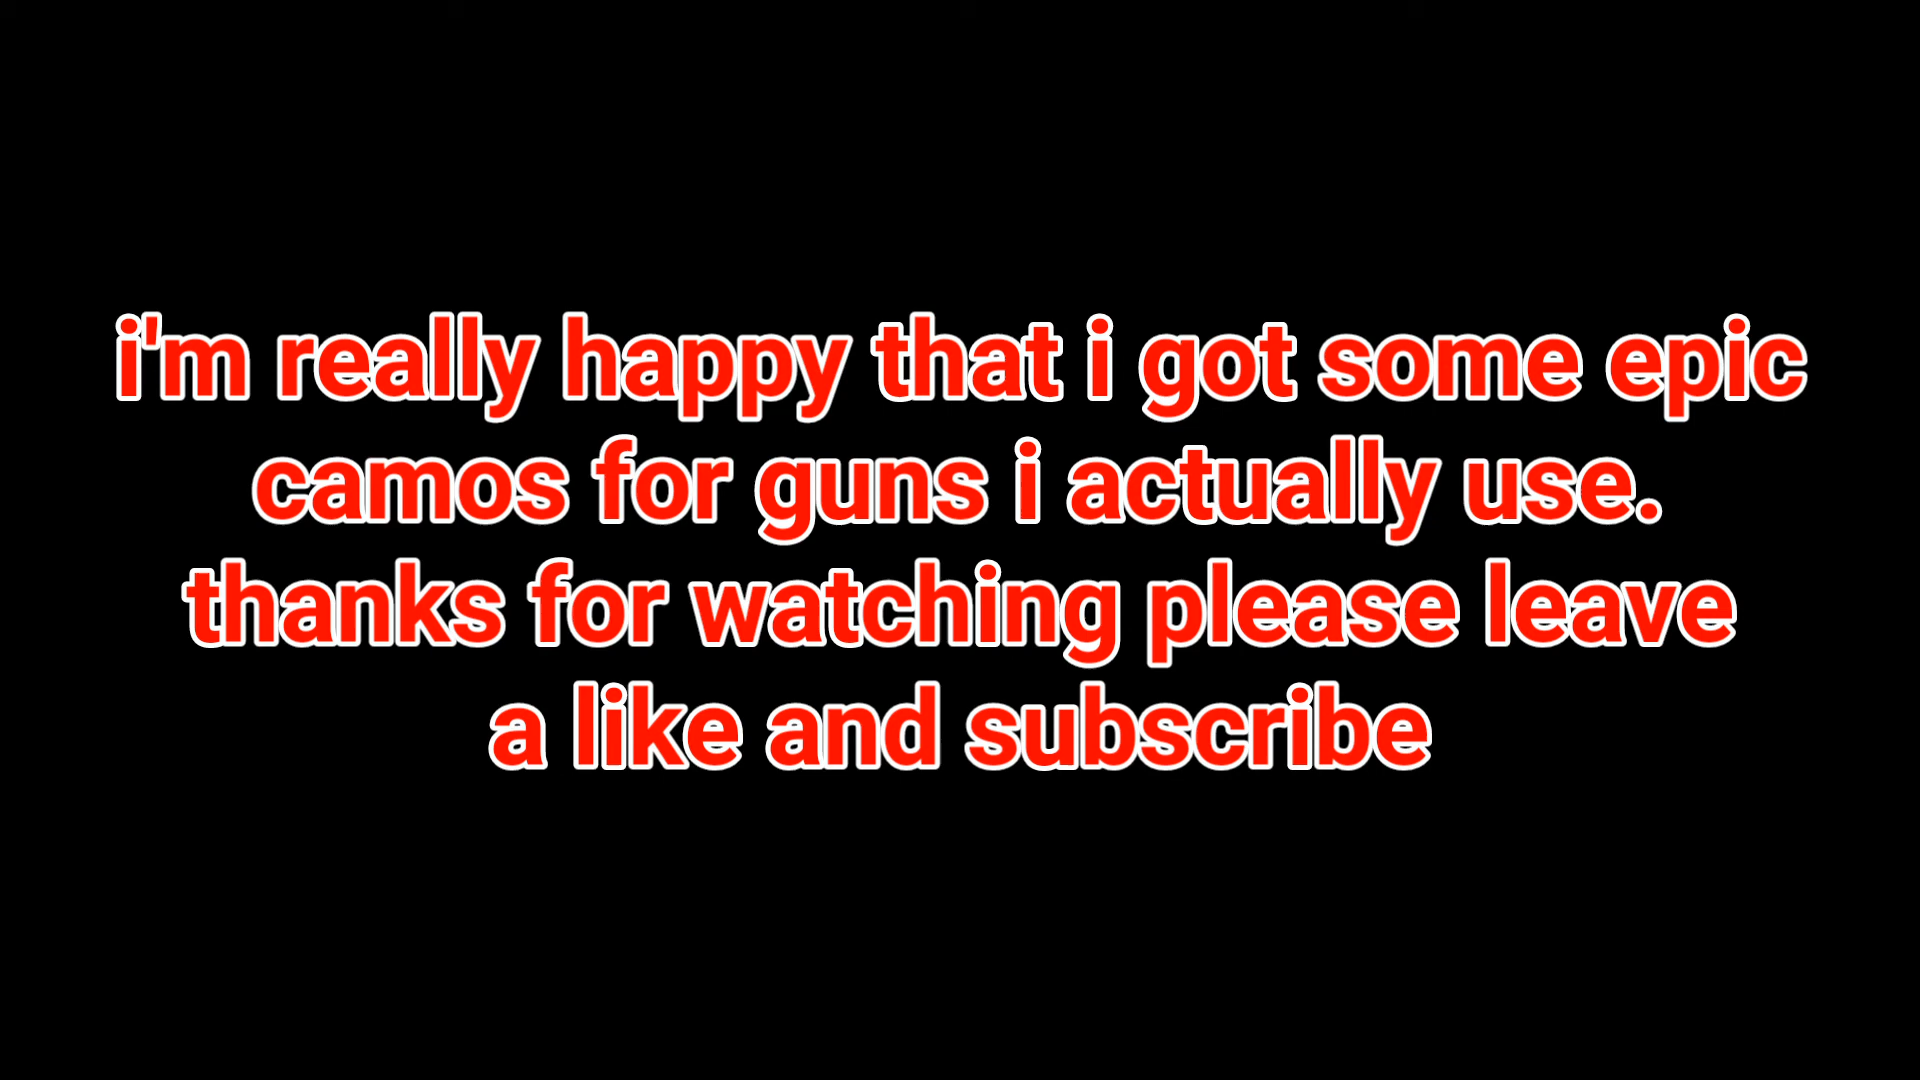 i'm really happy that i got some epic
camos for guns i actually use.
thanks for watching please leave
a like and subscribe